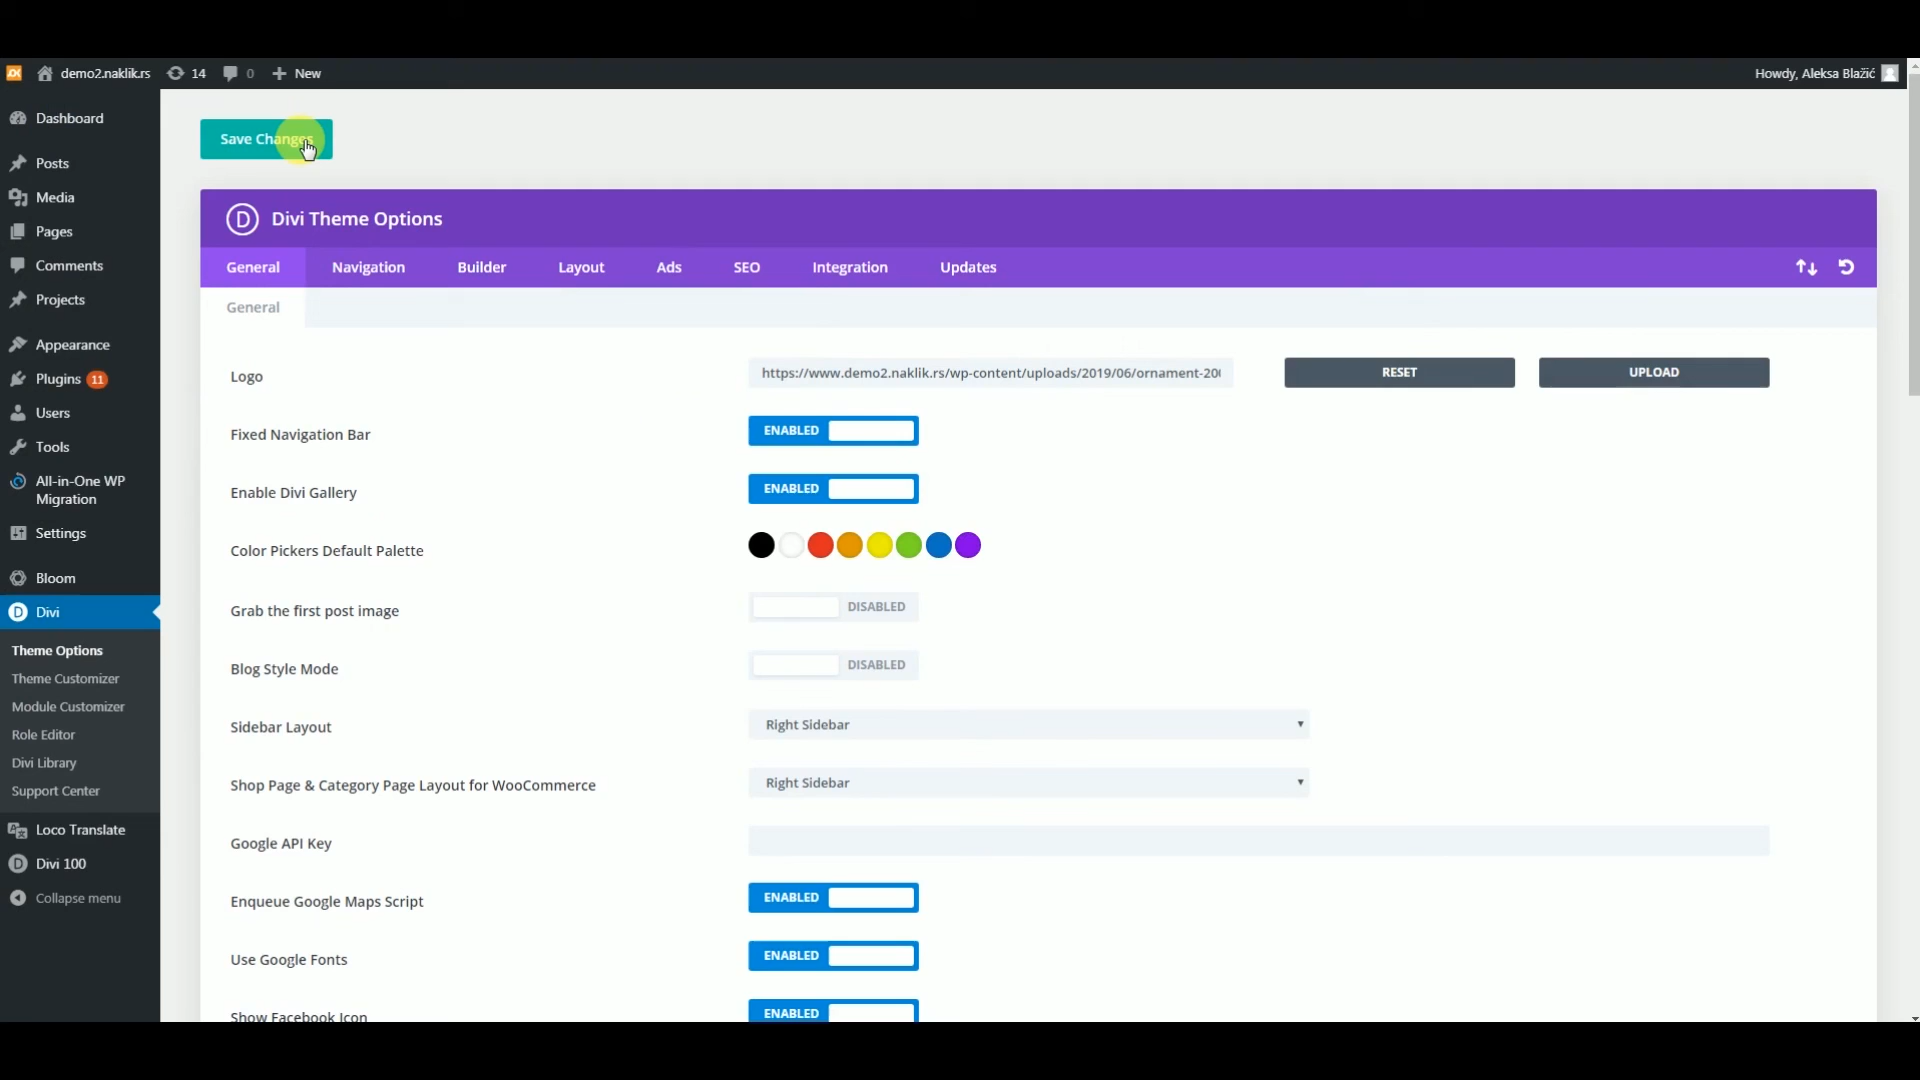 demo2.naklik.rs 14 0 New Howdy, Aleksa Blažić
Dashboard
Posts
Media
Pages
Comments
Projects
Appearance
Plugins 11
Users
Tools
All-in-One WP
Migration
Settings
Bloom
Divi
Theme Options
Theme Customizer
Module Customizer
Role Editor
Divi Library
Support Center
Loco Translate
Divi 100
Collapse menu
Save Changes
D Divi Theme Options
General Navigation Builder Layout Ads SEO Integration Updates
General
Logo https://www.demo2.naklik.rs/wp-content/uploads/2019/06/ornament-200 RESET UPLOAD
Fixed Navigation Bar ENABLED
Enable Divi Gallery ENABLED
Color Pickers Default Palette
Grab the first post image DISABLED
Blog Style Mode DISABLED
Sidebar Layout Right Sidebar
Shop Page & Category Page Layout for WooCommerce Right Sidebar
Google API Key
Enqueue Google Maps Script ENABLED
Use Google Fonts ENABLED
Show Facebook Icon ENABLED